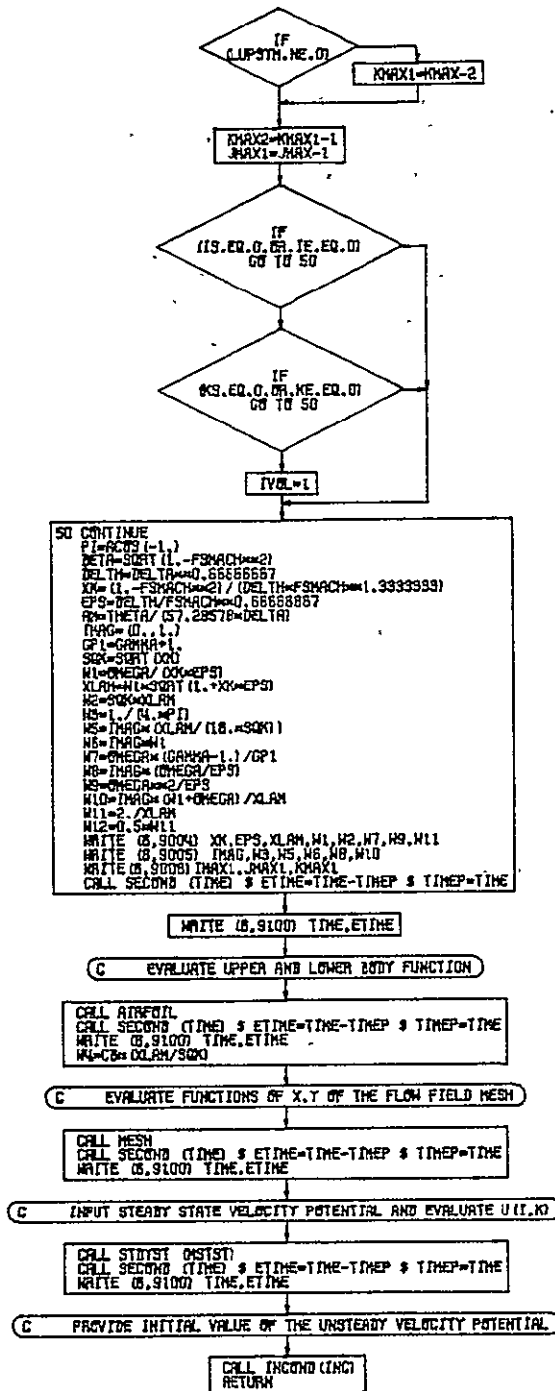 IF
(LUPSTM.NE.0)
KMAX1=KMAX-2
KMAX2=KMAX1-1
JMAX1=JMAX-1
IF
(IS.EQ.0.OR.IE.EQ.0)
GO TO 50
IF
(KS.EQ.0.OR.KE.EQ.0)
GO TO 50
IVOL=1
50 CONTINUE
PI=ACOS(-1.)
BETA=SQRT(1.-FSMACH**2)
DELTM=DELTA**0.66666667
XK=(1.-FSMACH**2)/(DELTM*FSMACH**1.3333333)
EPS=DELTM/FSMACH**0.66666667
AM=THETA/(57.29578*DELTA)
IMAG=(0.,1.)
GP1=GAMMA+1.
SQK=SQRT(XK)
W1=OMEGA/(XK*EPS)
XLAM=W1*SQRT(1.+XK*EPS)
W2=SQK*XLAM
W3=1./(4.*PI)
W5=IMAG*(XLAM/(16.*SQK))
W6=IMAG*W1
W7=OMEGA*(GAMMA-1.)/GP1
W8=IMAG*(OMEGA/EPS)
W9=OMEGA**2/EPS
W10=IMAG*(W1+OMEGA)/XLAM
W11=2./XLAM
W12=0.5*W11
WRITE (6,9004) XK,EPS,XLAM,W1,W2,W7,W9,W11
WRITE (6,9005) IMAG,W3,W5,W6,W8,W10
WRITE(6,9006) IMAX1,JMAX1,KMAX1
CALL SECOND (TIME) $ ETIME=TIME-TIMEP $ TIMEP=TIME
WRITE (6,9100) TIME,ETIME
C EVALUATE UPPER AND LOWER BODY FUNCTION
CALL AIRFOIL
CALL SECOND (TIME) $ ETIME=TIME-TIMEP $ TIMEP=TIME
WRITE (6,9100) TIME,ETIME
W4=CB*(XLAM/SQK)
C EVALUATE FUNCTIONS OF X,Y OF THE FLOW FIELD MESH
CALL MESH
CALL SECOND (TIME) $ ETIME=TIME-TIMEP $ TIMEP=TIME
WRITE (6,9100) TIME,ETIME
C INPUT STEADY STATE VELOCITY POTENTIAL AND EVALUATE U(I,K)
CALL STDYST (MSTST)
CALL SECOND (TIME) $ ETIME=TIME-TIMEP $ TIMEP=TIME
WRITE (6,9100) TIME,ETIME
C PROVIDE INITIAL VALUE OF THE UNSTEADY VELOCITY POTENTIAL
CALL INCOND(INC)
RETURN